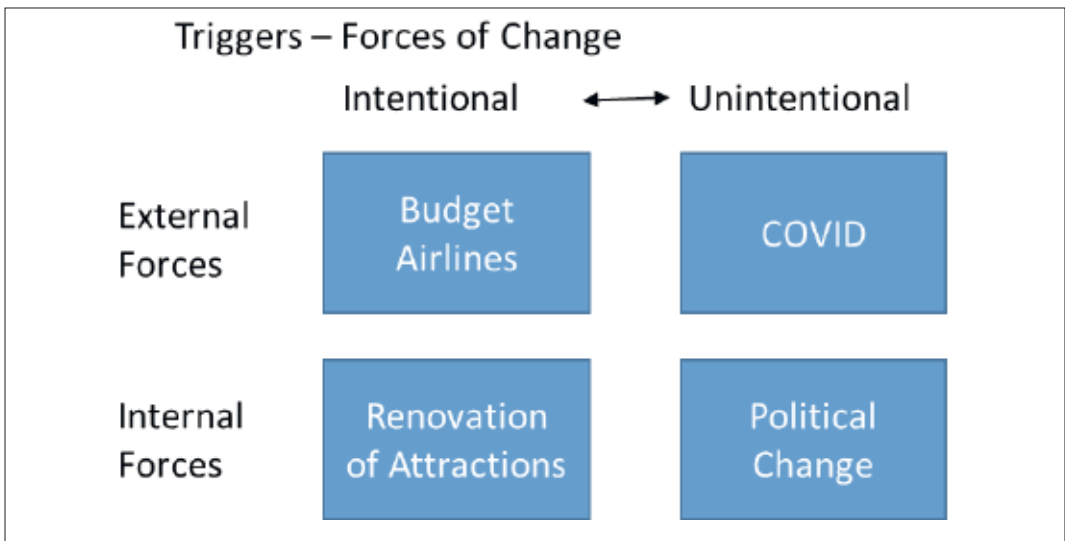 Triggers – Forces of Change
Intentional
Unintentional
External
Forces
Budget
Airlines
COVID
Internal
Forces
Renovation
of Attractions
Political
Change